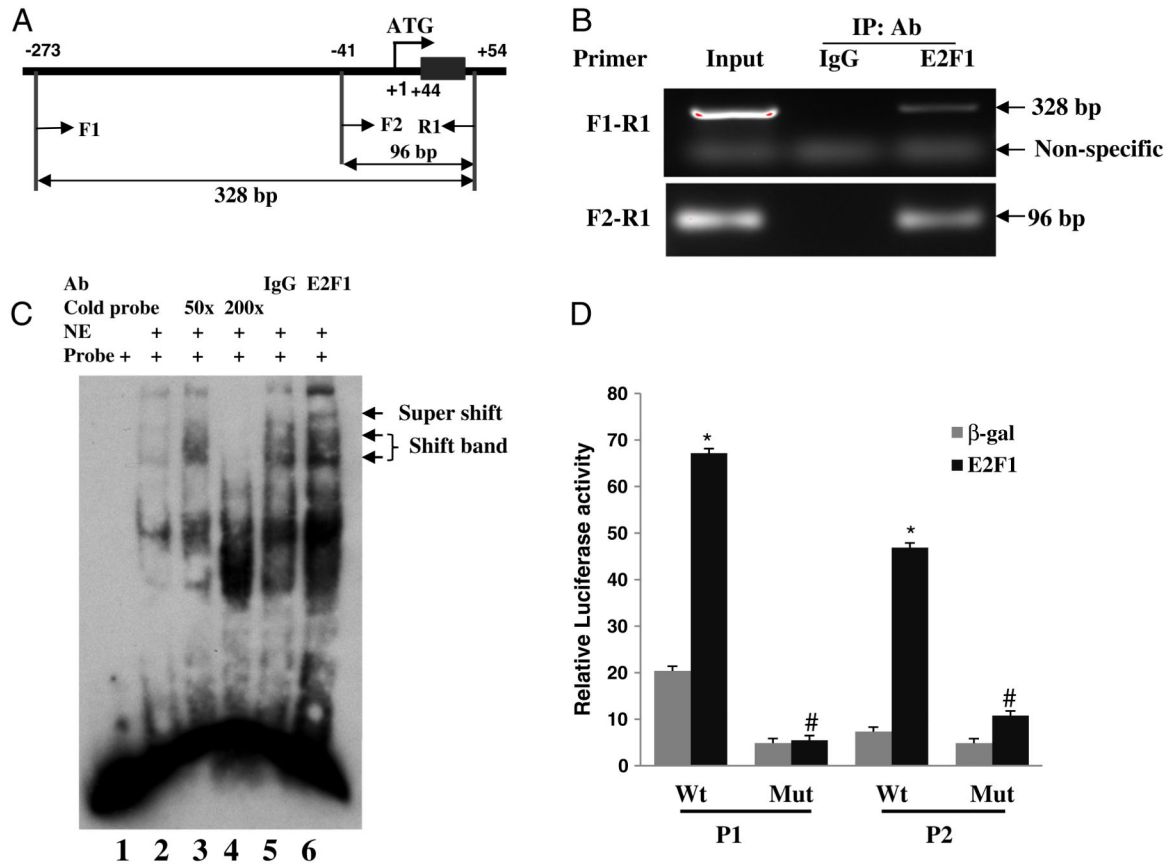 A
ATG
-273
-41
+54
+1
+44
F1
F2
R1
96 bp
328 bp
B
IP: Ab
Primer
Input
IgG
E2F1
F1-R1
328 bp
Non-specific
F2-R1
96 bp
C
Ab
IgG
E2F1
Cold probe
50x
200x
NE
+
+
+
+
+
Probe
+
+
+
+
+
+
Super shift
Shift band
1
2
3
4
5
6
D
Relative Luciferase activity
80
70
60
50
40
30
20
10
0
β-gal
E2F1
*
#
*
#
Wt
Mut
Wt
Mut
P1
P2